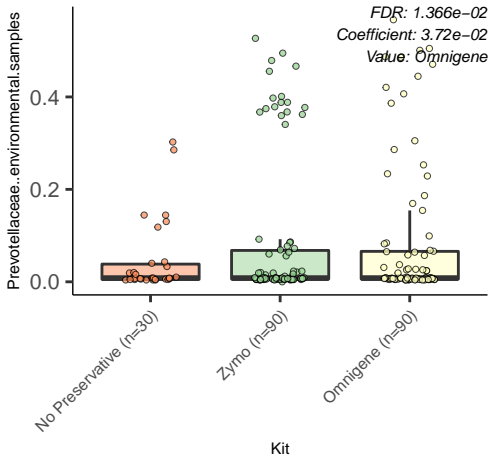 FDR: 1.366e−02
Coefficient: 3.72e−02
Value: Omnigene
Prevotellaceae..environmental.samples
0.4
0.2
0.0
No Preservative (n=30)
Zymo (n=90)
Omnigene (n=90)
Kit